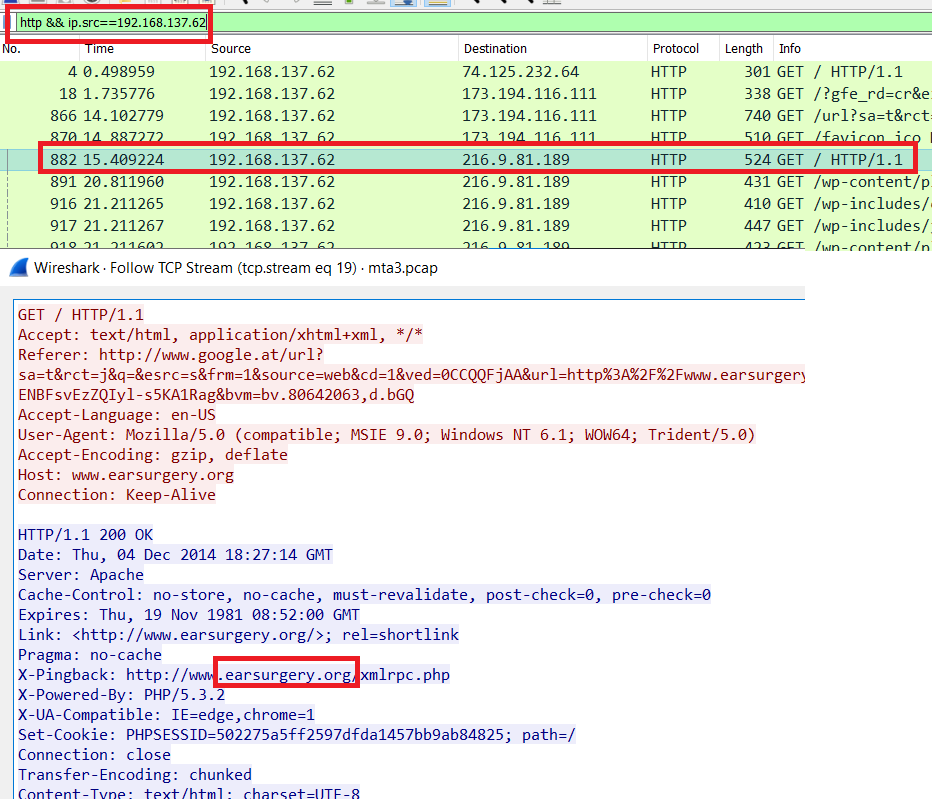 http && ip.src==192.168.137.62
No. Time Source Destination Protocol Length Info
4 0.498959 192.168.137.62 74.125.232.64 HTTP 301 GET / HTTP/1.1
18 1.735776 192.168.137.62 173.194.116.111 HTTP 338 GET /?gfe_rd=cr&e
866 14.102779 192.168.137.62 173.194.116.111 HTTP 740 GET /url?sa=t&rct=
870 14.887272 192.168.137.62 173.194.116.111 HTTP 510 GET /favicon.ico
882 15.409224 192.168.137.62 216.9.81.189 HTTP 524 GET / HTTP/1.1
891 20.811960 192.168.137.62 216.9.81.189 HTTP 431 GET /wp-content/p
916 21.211265 192.168.137.62 216.9.81.189 HTTP 410 GET /wp-includes/
917 21.211267 192.168.137.62 216.9.81.189 HTTP 447 GET /wp-includes/j
918 21.211602 192.168.137.62 216.9.81.189 HTTP 423 GET /wp-content/p
Wireshark · Follow TCP Stream (tcp.stream eq 19) · mta3.pcap
GET / HTTP/1.1
Accept: text/html, application/xhtml+xml, */*
Referer: http://www.google.at/url?
sa=t&rct=j&q=&esrc=s&frm=1&source=web&cd=1&ved=0CCQQFjAA&url=http%3A%2F%2Fwww.earsurgery
ENBFsvEzZQIyl-s5KA1Rag&bvm=bv.80642063,d.bGQ
Accept-Language: en-US
User-Agent: Mozilla/5.0 (compatible; MSIE 9.0; Windows NT 6.1; WOW64; Trident/5.0)
Accept-Encoding: gzip, deflate
Host: www.earsurgery.org
Connection: Keep-Alive
HTTP/1.1 200 OK
Date: Thu, 04 Dec 2014 18:27:14 GMT
Server: Apache
Cache-Control: no-store, no-cache, must-revalidate, post-check=0, pre-check=0
Expires: Thu, 19 Nov 1981 08:52:00 GMT
Link: <http://www.earsurgery.org/>; rel=shortlink
Pragma: no-cache
X-Pingback: http://www.earsurgery.org/xmlrpc.php
X-Powered-By: PHP/5.3.2
X-UA-Compatible: IE=edge,chrome=1
Set-Cookie: PHPSESSID=502275a5ff2597dfda1457bb9ab84825; path=/
Connection: close
Transfer-Encoding: chunked
Content-Type: text/html; charset=UTF-8